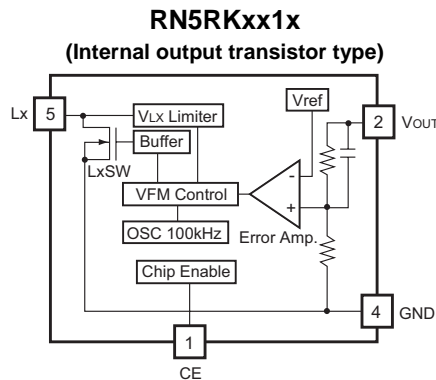 RN5RKxx1x
(Internal output transistor type)
Lx
5
VLX Limiter
Vref
2
VOUT
Buffer
LxSW
-
VFM Control
+
OSC 100kHz
Error Amp.
Chip Enable
4
GND
1
CE